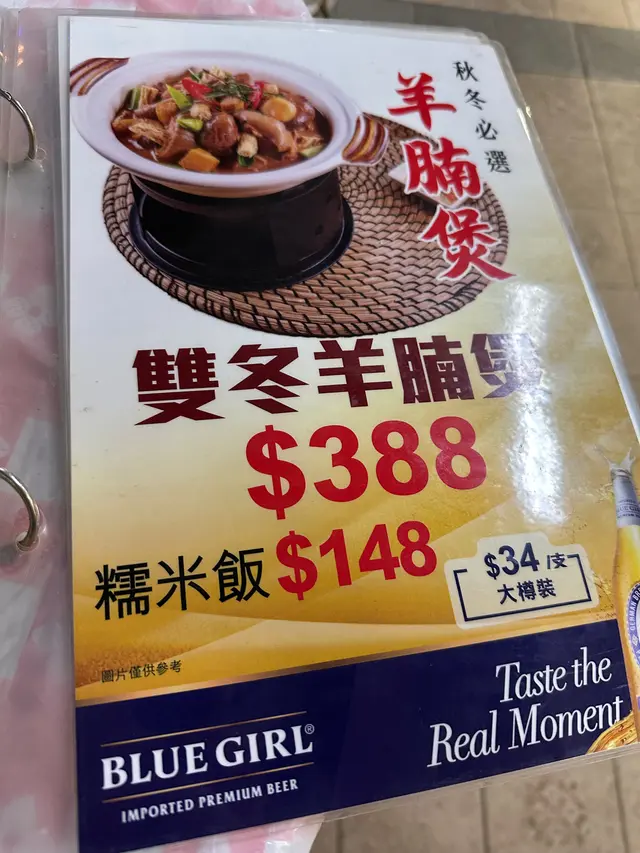 秋冬必選
羊腩煲
雙冬羊腩煲
$388
糯米飯 $148
$34 /支
大樽裝
圖片僅供參考
Taste the
Real Moment
BLUE GIRL®
IMPORTED PREMIUM BEER